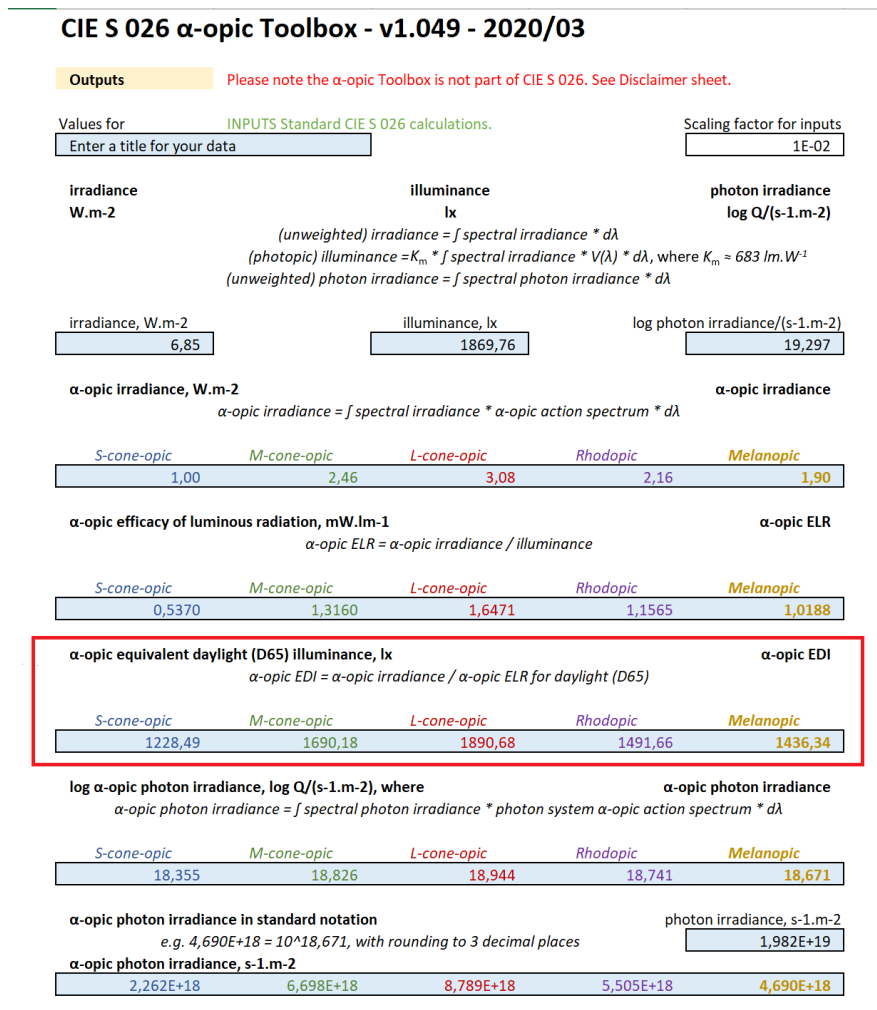 CIE S 026 α-opic Toolbox - v1.049 - 2020/03
Outputs Please note the α-opic Toolbox is not part of CIE S 026. See Disclaimer sheet.
Values for INPUTS Standard CIE S 026 calculations. Scaling factor for inputs
Enter a title for your data 1E-02
irradiance illuminance photon irradiance
W.m-2 lx log Q/(s-1.m-2)
(unweighted) irradiance = ∫ spectral irradiance * dλ
(photopic) illuminance =Km * ∫ spectral irradiance * V(λ) * dλ, where Km ≈ 683 lm.W-1
(unweighted) photon irradiance = ∫ spectral photon irradiance * dλ
irradiance, W.m-2 illuminance, lx log photon irradiance/(s-1.m-2)
6,85 1869,76 19,297
α-opic irradiance, W.m-2 α-opic irradiance
α-opic irradiance = ∫ spectral irradiance * α-opic action spectrum * dλ
S-cone-opic M-cone-opic L-cone-opic Rhodopic Melanopic
1,00 2,46 3,08 2,16 1,90
α-opic efficacy of luminous radiation, mW.lm-1 α-opic ELR
α-opic ELR = α-opic irradiance / illuminance
S-cone-opic M-cone-opic L-cone-opic Rhodopic Melanopic
0,5370 1,3160 1,6471 1,1565 1,0188
α-opic equivalent daylight (D65) illuminance, lx α-opic EDI
α-opic EDI = α-opic irradiance / α-opic ELR for daylight (D65)
S-cone-opic M-cone-opic L-cone-opic Rhodopic Melanopic
1228,49 1690,18 1890,68 1491,66 1436,34
log α-opic photon irradiance, log Q/(s-1.m-2), where α-opic photon irradiance
α-opic photon irradiance = ∫ spectral photon irradiance * photon system α-opic action spectrum * dλ
S-cone-opic M-cone-opic L-cone-opic Rhodopic Melanopic
18,355 18,826 18,944 18,741 18,671
α-opic photon irradiance in standard notation photon irradiance, s-1.m-2
e.g. 4,690E+18 = 10^18,671, with rounding to 3 decimal places 1,982E+19
α-opic photon irradiance, s-1.m-2
2,262E+18 6,698E+18 8,789E+18 5,505E+18 4,690E+18